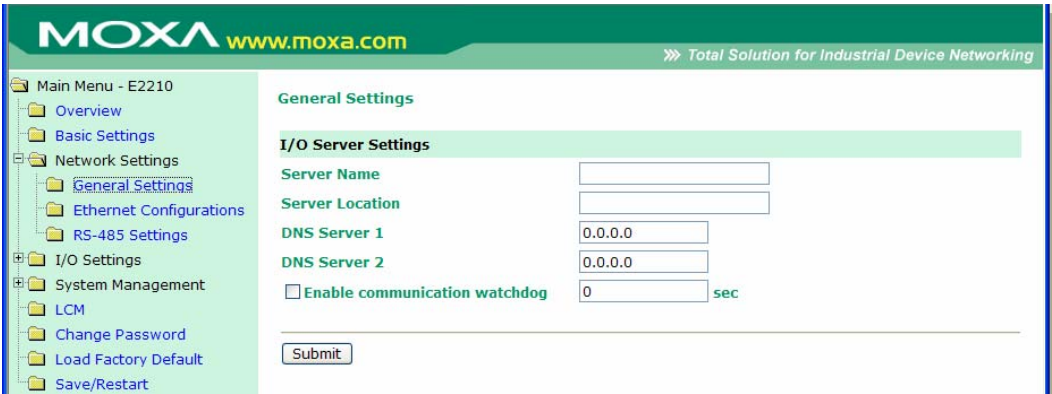 MOXA www.moxa.com
Total Solution for Industrial Device Networking
Main Menu - E2210
Overview
Basic Settings
Network Settings
General Settings
Ethernet Configurations
RS-485 Settings
I/O Settings
System Management
LCM
Change Password
Load Factory Default
Save/Restart
General Settings
I/O Server Settings
Server Name
Server Location
DNS Server 1 0.0.0.0
DNS Server 2 0.0.0.0
Enable communication watchdog 0 sec
Submit